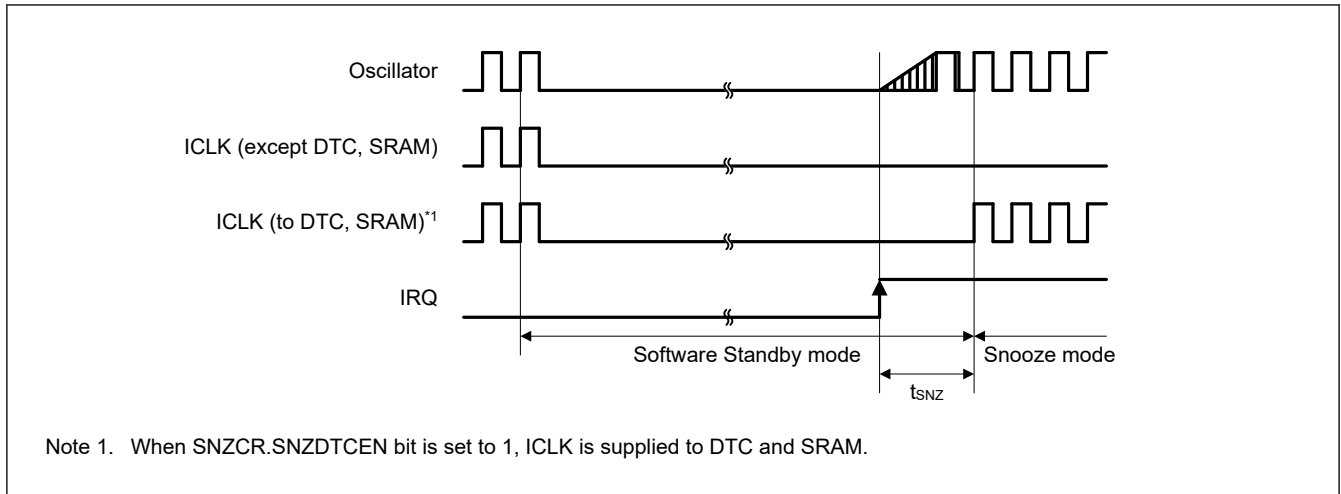 Oscillator
ICLK (except DTC, SRAM)
ICLK (to DTC, SRAM)*1
IRQ
Software Standby mode
Snooze mode
tSNZ
Note 1. When SNZCR.SNZDTCEN bit is set to 1, ICLK is supplied to DTC and SRAM.